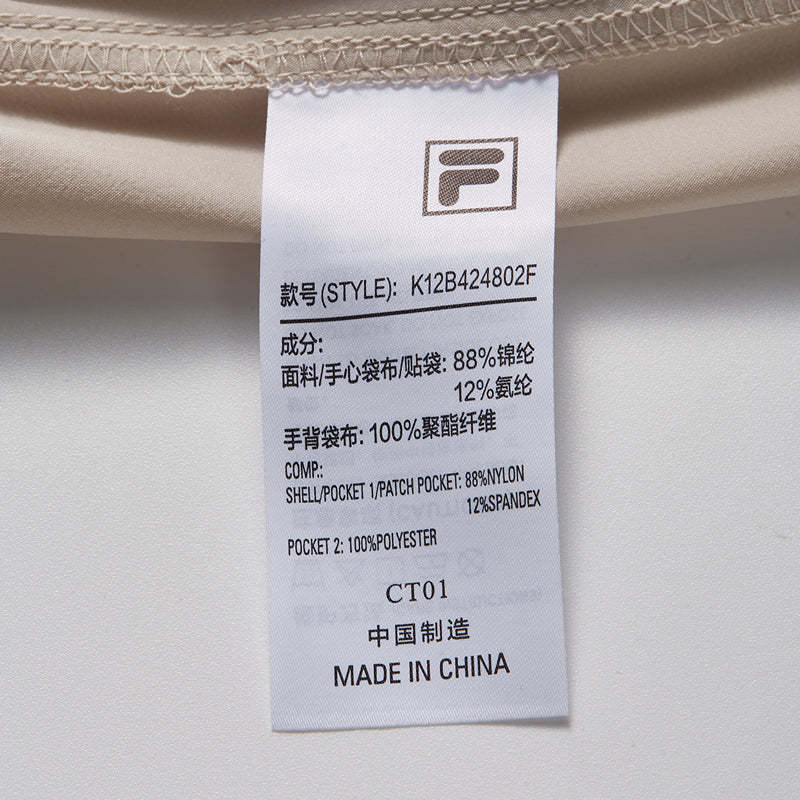 F
款号(STYLE): K12B424802F
成分:
面料/手心袋布/贴袋: 88%锦纶
12%氨纶
手背袋布: 100%聚酯纤维
COMP.:
SHELL/POCKET 1/PATCH POCKET: 88%NYLON
12%SPANDEX
POCKET 2: 100%POLYESTER
CT01
中国制造
MADE IN CHINA